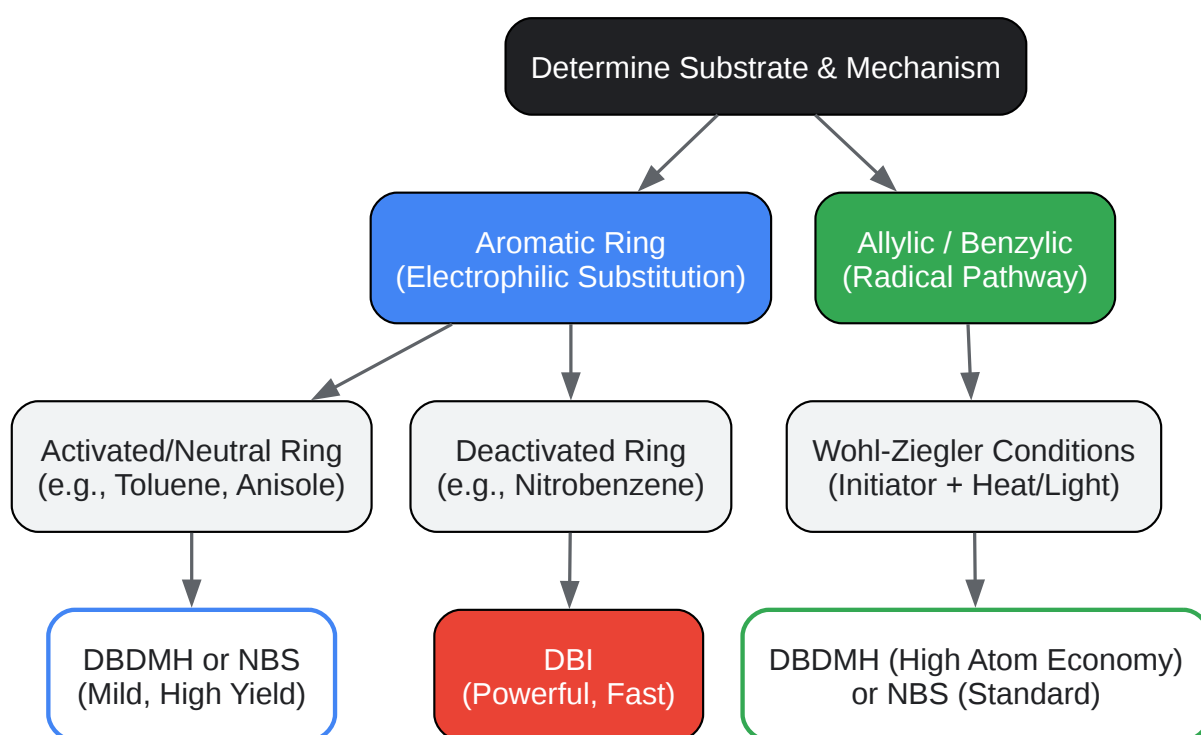 Determine Substrate & Mechanism
Aromatic Ring
(Electrophilic Substitution)
Allylic / Benzylic
(Radical Pathway)
Activated/Neutral Ring
(e.g., Toluene, Anisole)
Deactivated Ring
(e.g., Nitrobenzene)
Wohl-Ziegler Conditions
(Initiator + Heat/Light)
DBDMH or NBS
(Mild, High Yield)
DBI
(Powerful, Fast)
DBDMH (High Atom Economy)
or NBS (Standard)